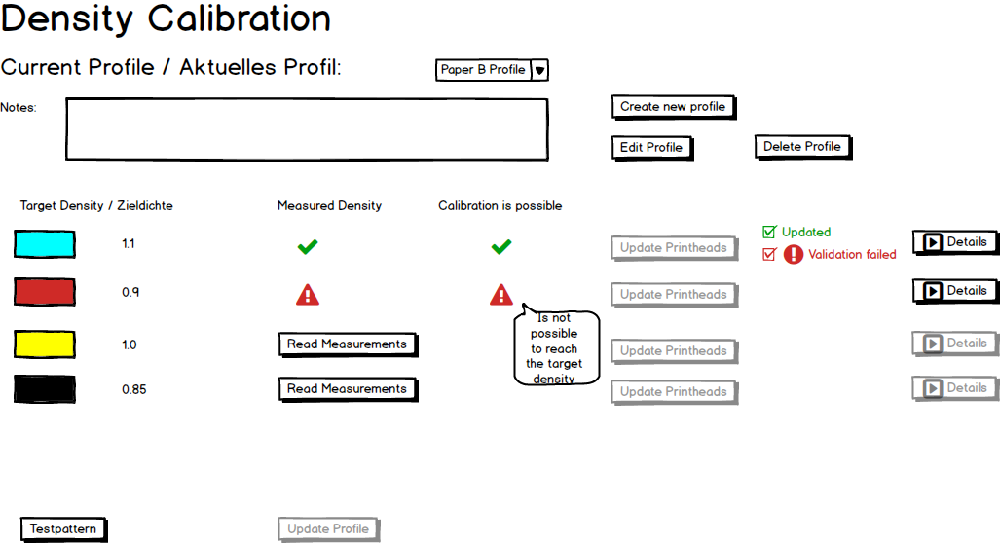 Density Calibration
Current Profile / Aktuelles Profil:
Paper B Profile
Notes:
Create new profile
Edit Profile
Delete Profile
Target Density / Zieldichte
Measured Density
Calibration is possible
1.1
Update Printheads
Updated
Validation failed
Details
0.9
Update Printheads
Details
Is not
possible
to reach
the target
density
1.0
Read Measurements
Update Printheads
Details
0.85
Read Measurements
Update Printheads
Details
Testpattern
Update Profile